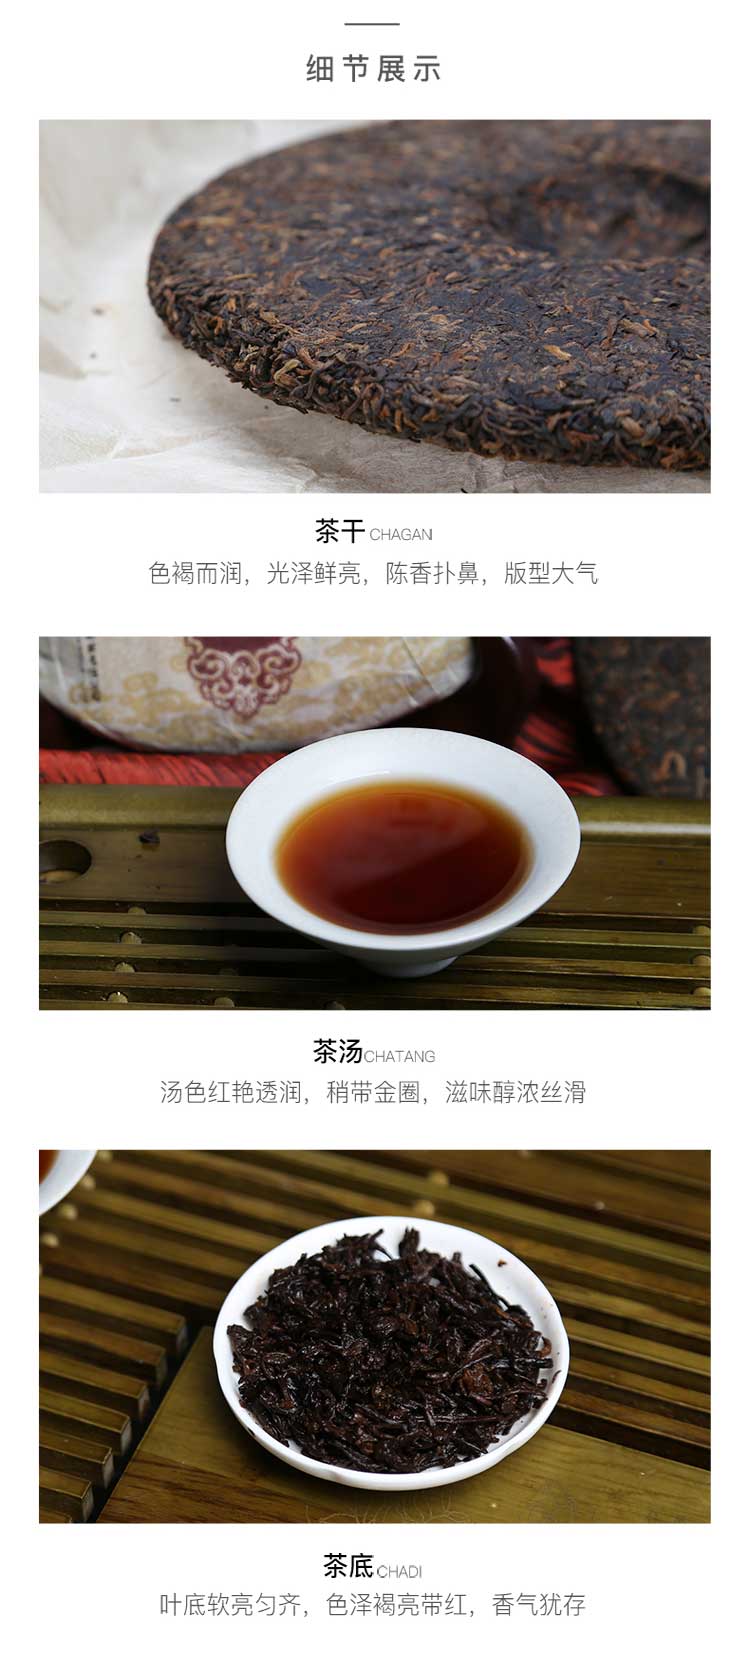 细节展示
茶干 CHAGAN
色褐而润，光泽鲜亮，陈香扑鼻，版型大气
茶汤CHATANG
汤色红艳透润，稍带金圈，滋味醇浓丝滑
茶底CHADI
叶底软亮匀齐，色泽褐亮带红，香气犹存